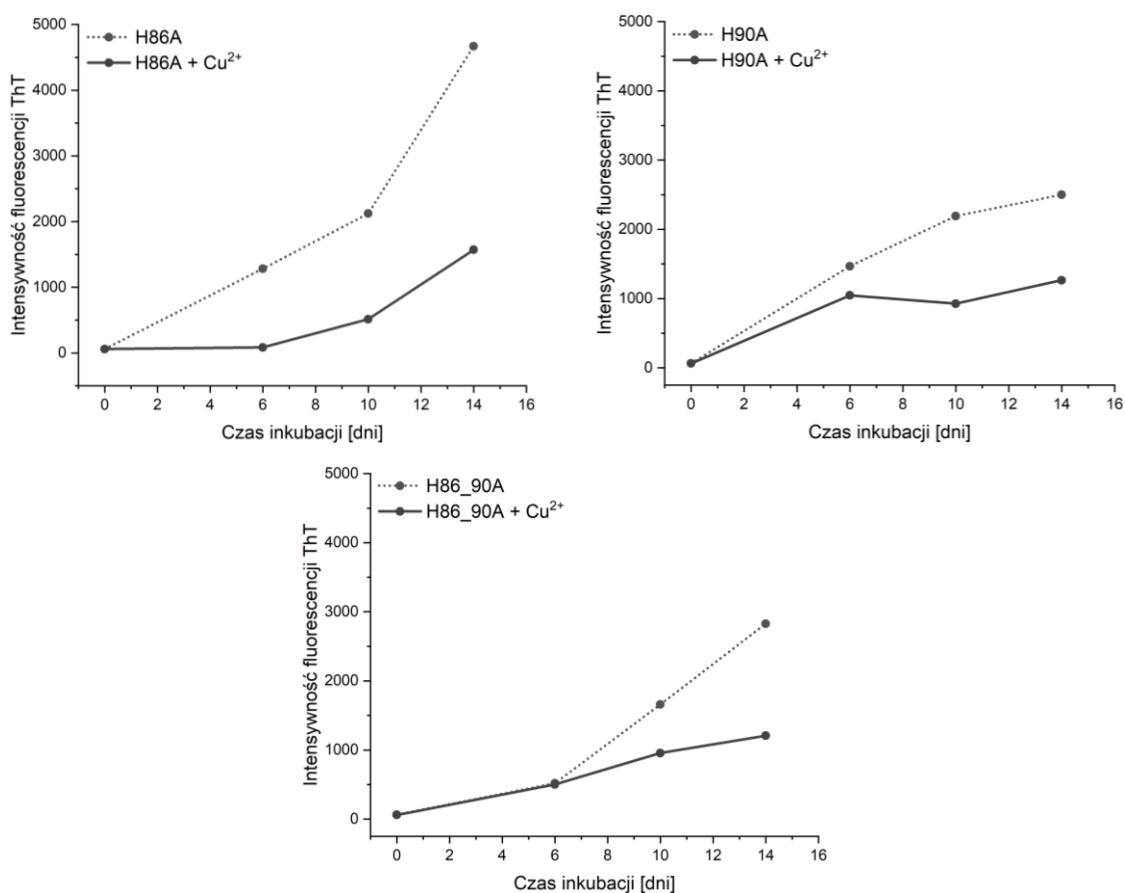 H86A
H86A + Cu²⁺
Intensywność fluorescencji ThT
5000
4000
3000
2000
1000
0
0 2 4 6 8 10 12 14 16
Czas inkubacji [dni]
H90A
H90A + Cu²⁺
Intensywność fluorescencji ThT
5000
4000
3000
2000
1000
0
0 2 4 6 8 10 12 14 16
Czas inkubacji [dni]
H86_90A
H86_90A + Cu²⁺
Intensywność fluorescencji ThT
5000
4000
3000
2000
1000
0
0 2 4 6 8 10 12 14 16
Czas inkubacji [dni]